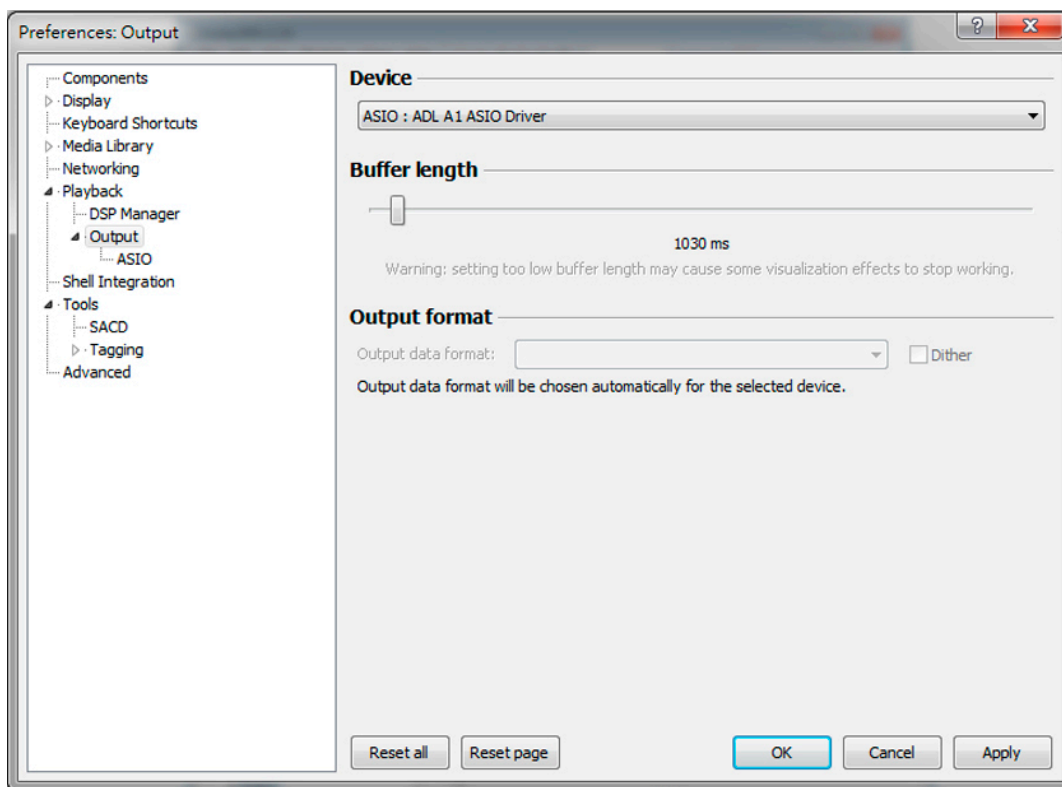 Preferences: Output
?
Components
Display
Keyboard Shortcuts
Media Library
Networking
Playback
DSP Manager
Output
ASIO
Shell Integration
Tools
SACD
Tagging
Advanced
Device
ASIO : ADL A1 ASIO Driver
Buffer length
1030 ms
Warning: setting too low buffer length may cause some visualization effects to stop working.
Output format
Output data format:
Dither
Output data format will be chosen automatically for the selected device.
Reset all
Reset page
OK
Cancel
Apply